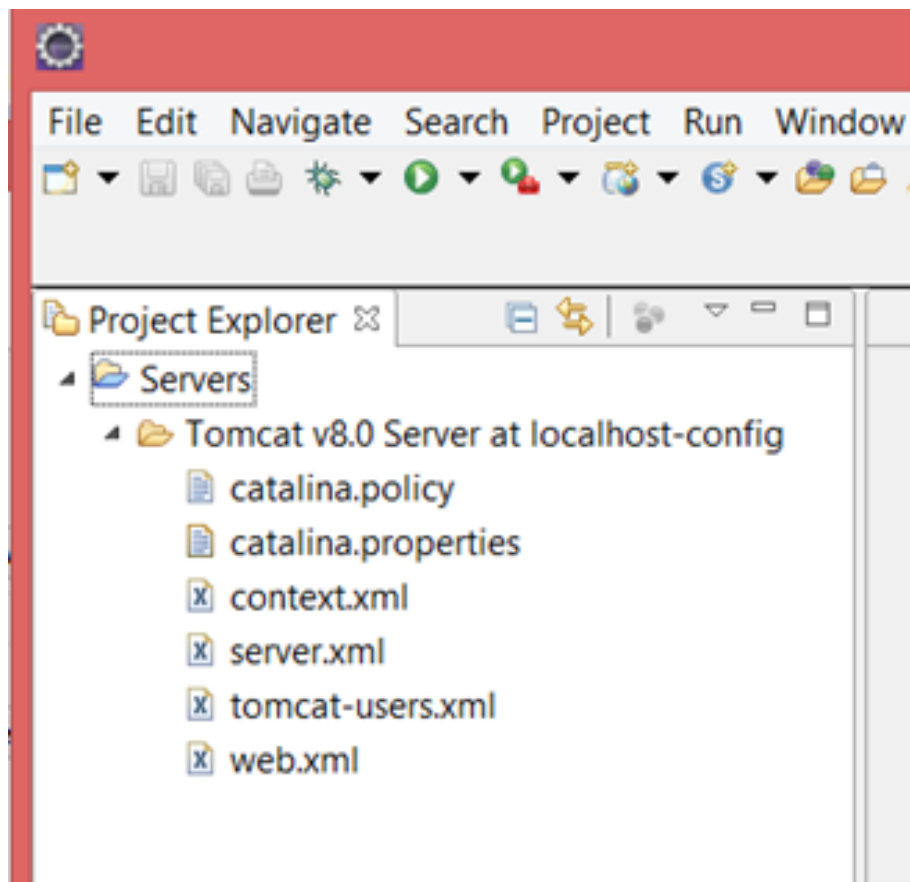 File Edit Navigate Search Project Run Window
Project Explorer
Servers
Tomcat v8.0 Server at localhost-config
catalina.policy
catalina.properties
context.xml
server.xml
tomcat-users.xml
web.xml